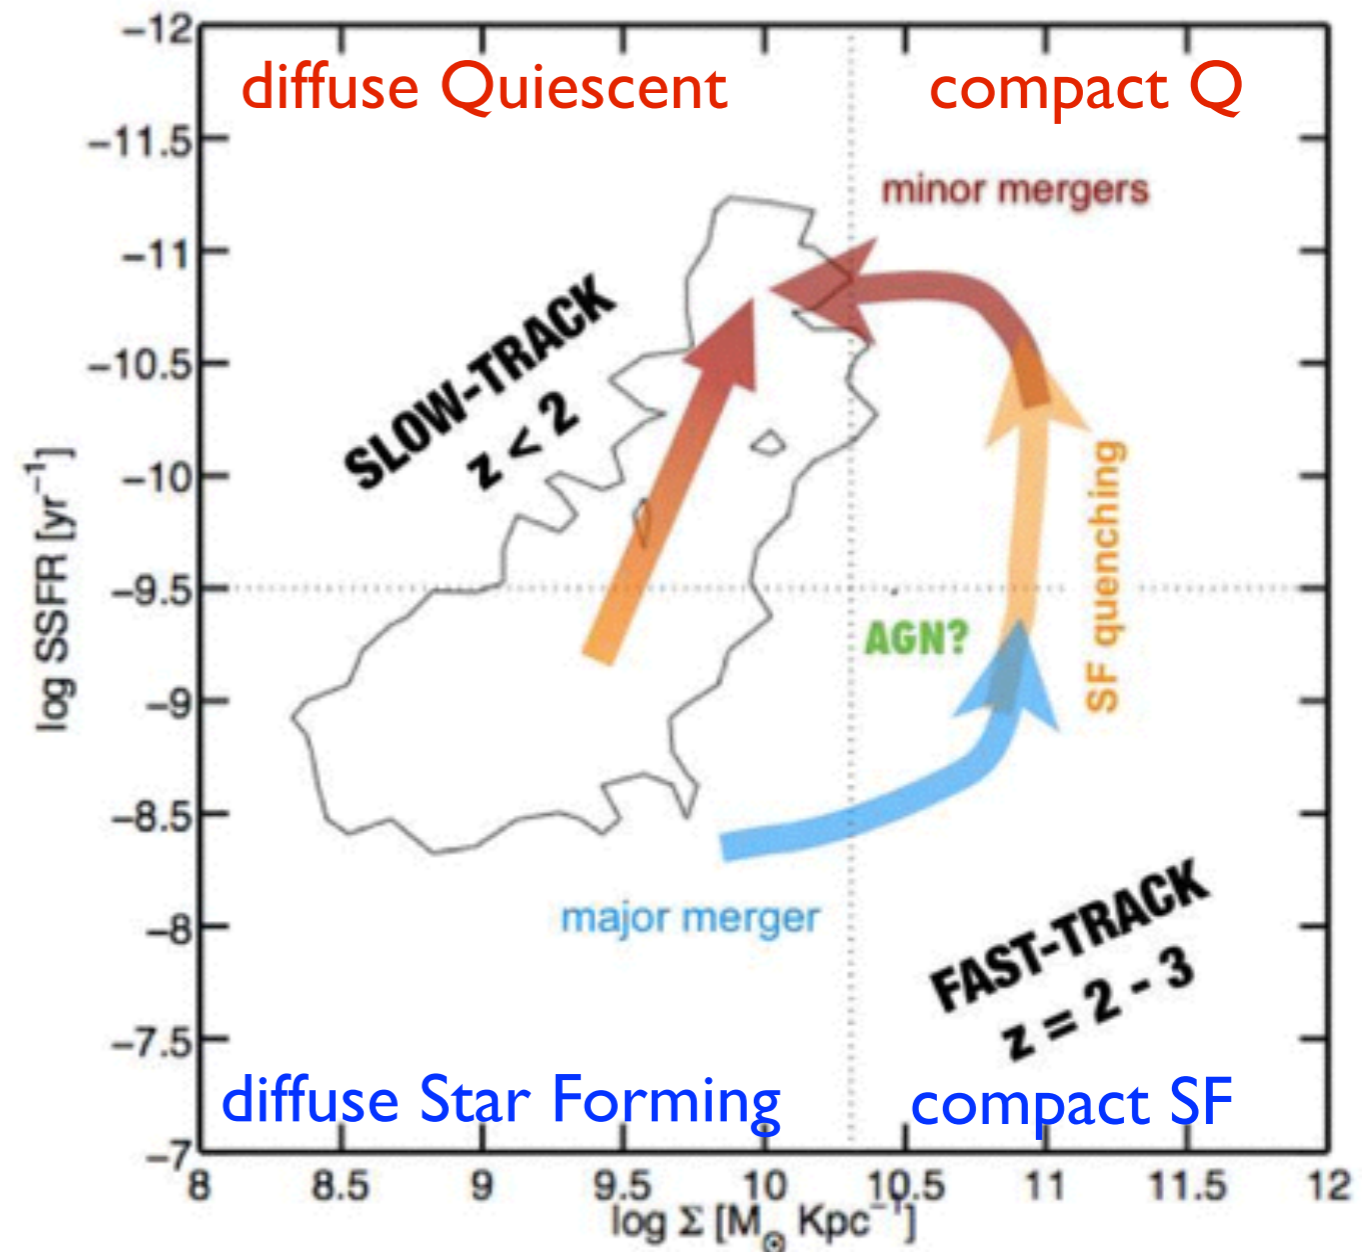 diffuse Quiescent
compact Q
minor mergers
SLOW-TRACK
z < 2
SF quenching
AGN?
major merger
FAST-TRACK
z = 2 - 3
diffuse Star Forming
compact SF
−12
−11.5
−11
−10.5
−10
−9.5
−9
−8.5
−8
−7.5
−7
log SSFR [yr⁻¹]
8
8.5
9
9.5
10
10.5
11
11.5
12
log Σ [M⊙ Kpc⁻¹]